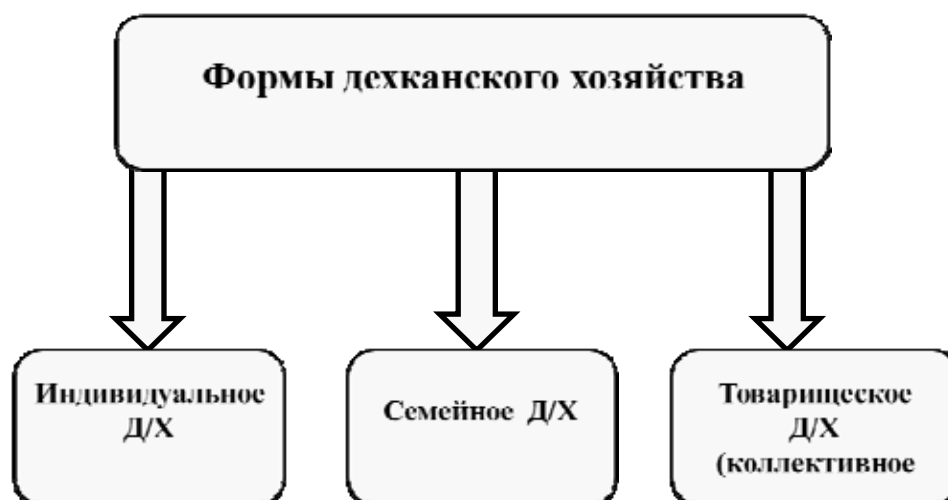 Формы дехканского хозяйства
Индивидуальное
Д/Х
Семейное Д/Х
Товарищеское
Д/Х
(коллективное